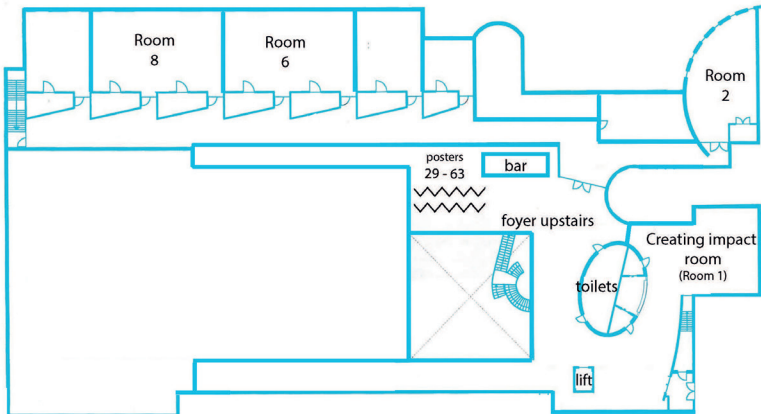 Room
8
Room
6
Room
2
posters
29 - 63
bar
foyer upstairs
Creating impact
room
(Room 1)
toilets
lift